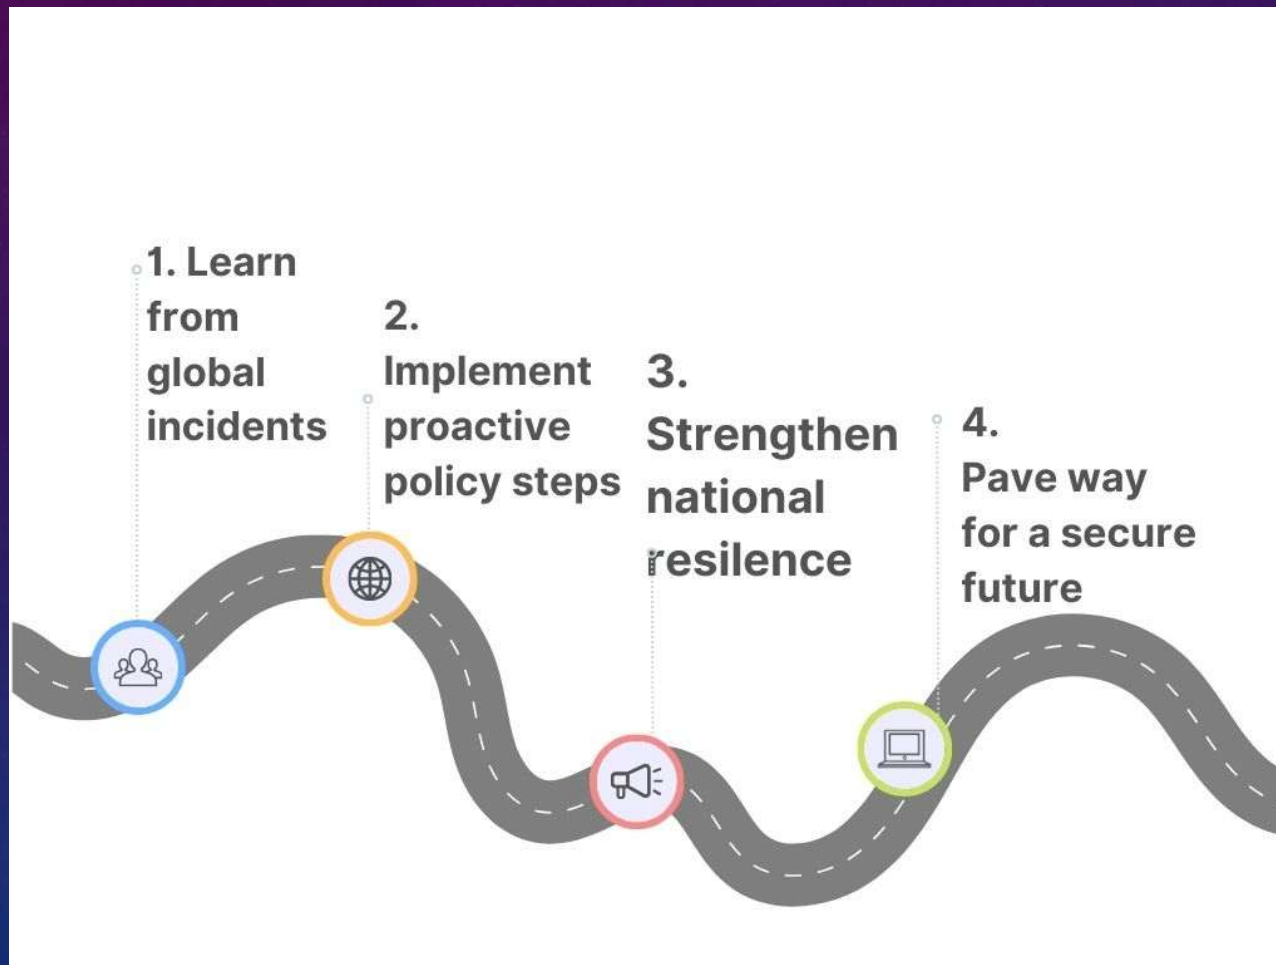 1. Learn
from
global
incidents
2.
Implement
proactive
policy steps
3.
Strengthen
national
resilence
4.
Pave way
for a secure
future